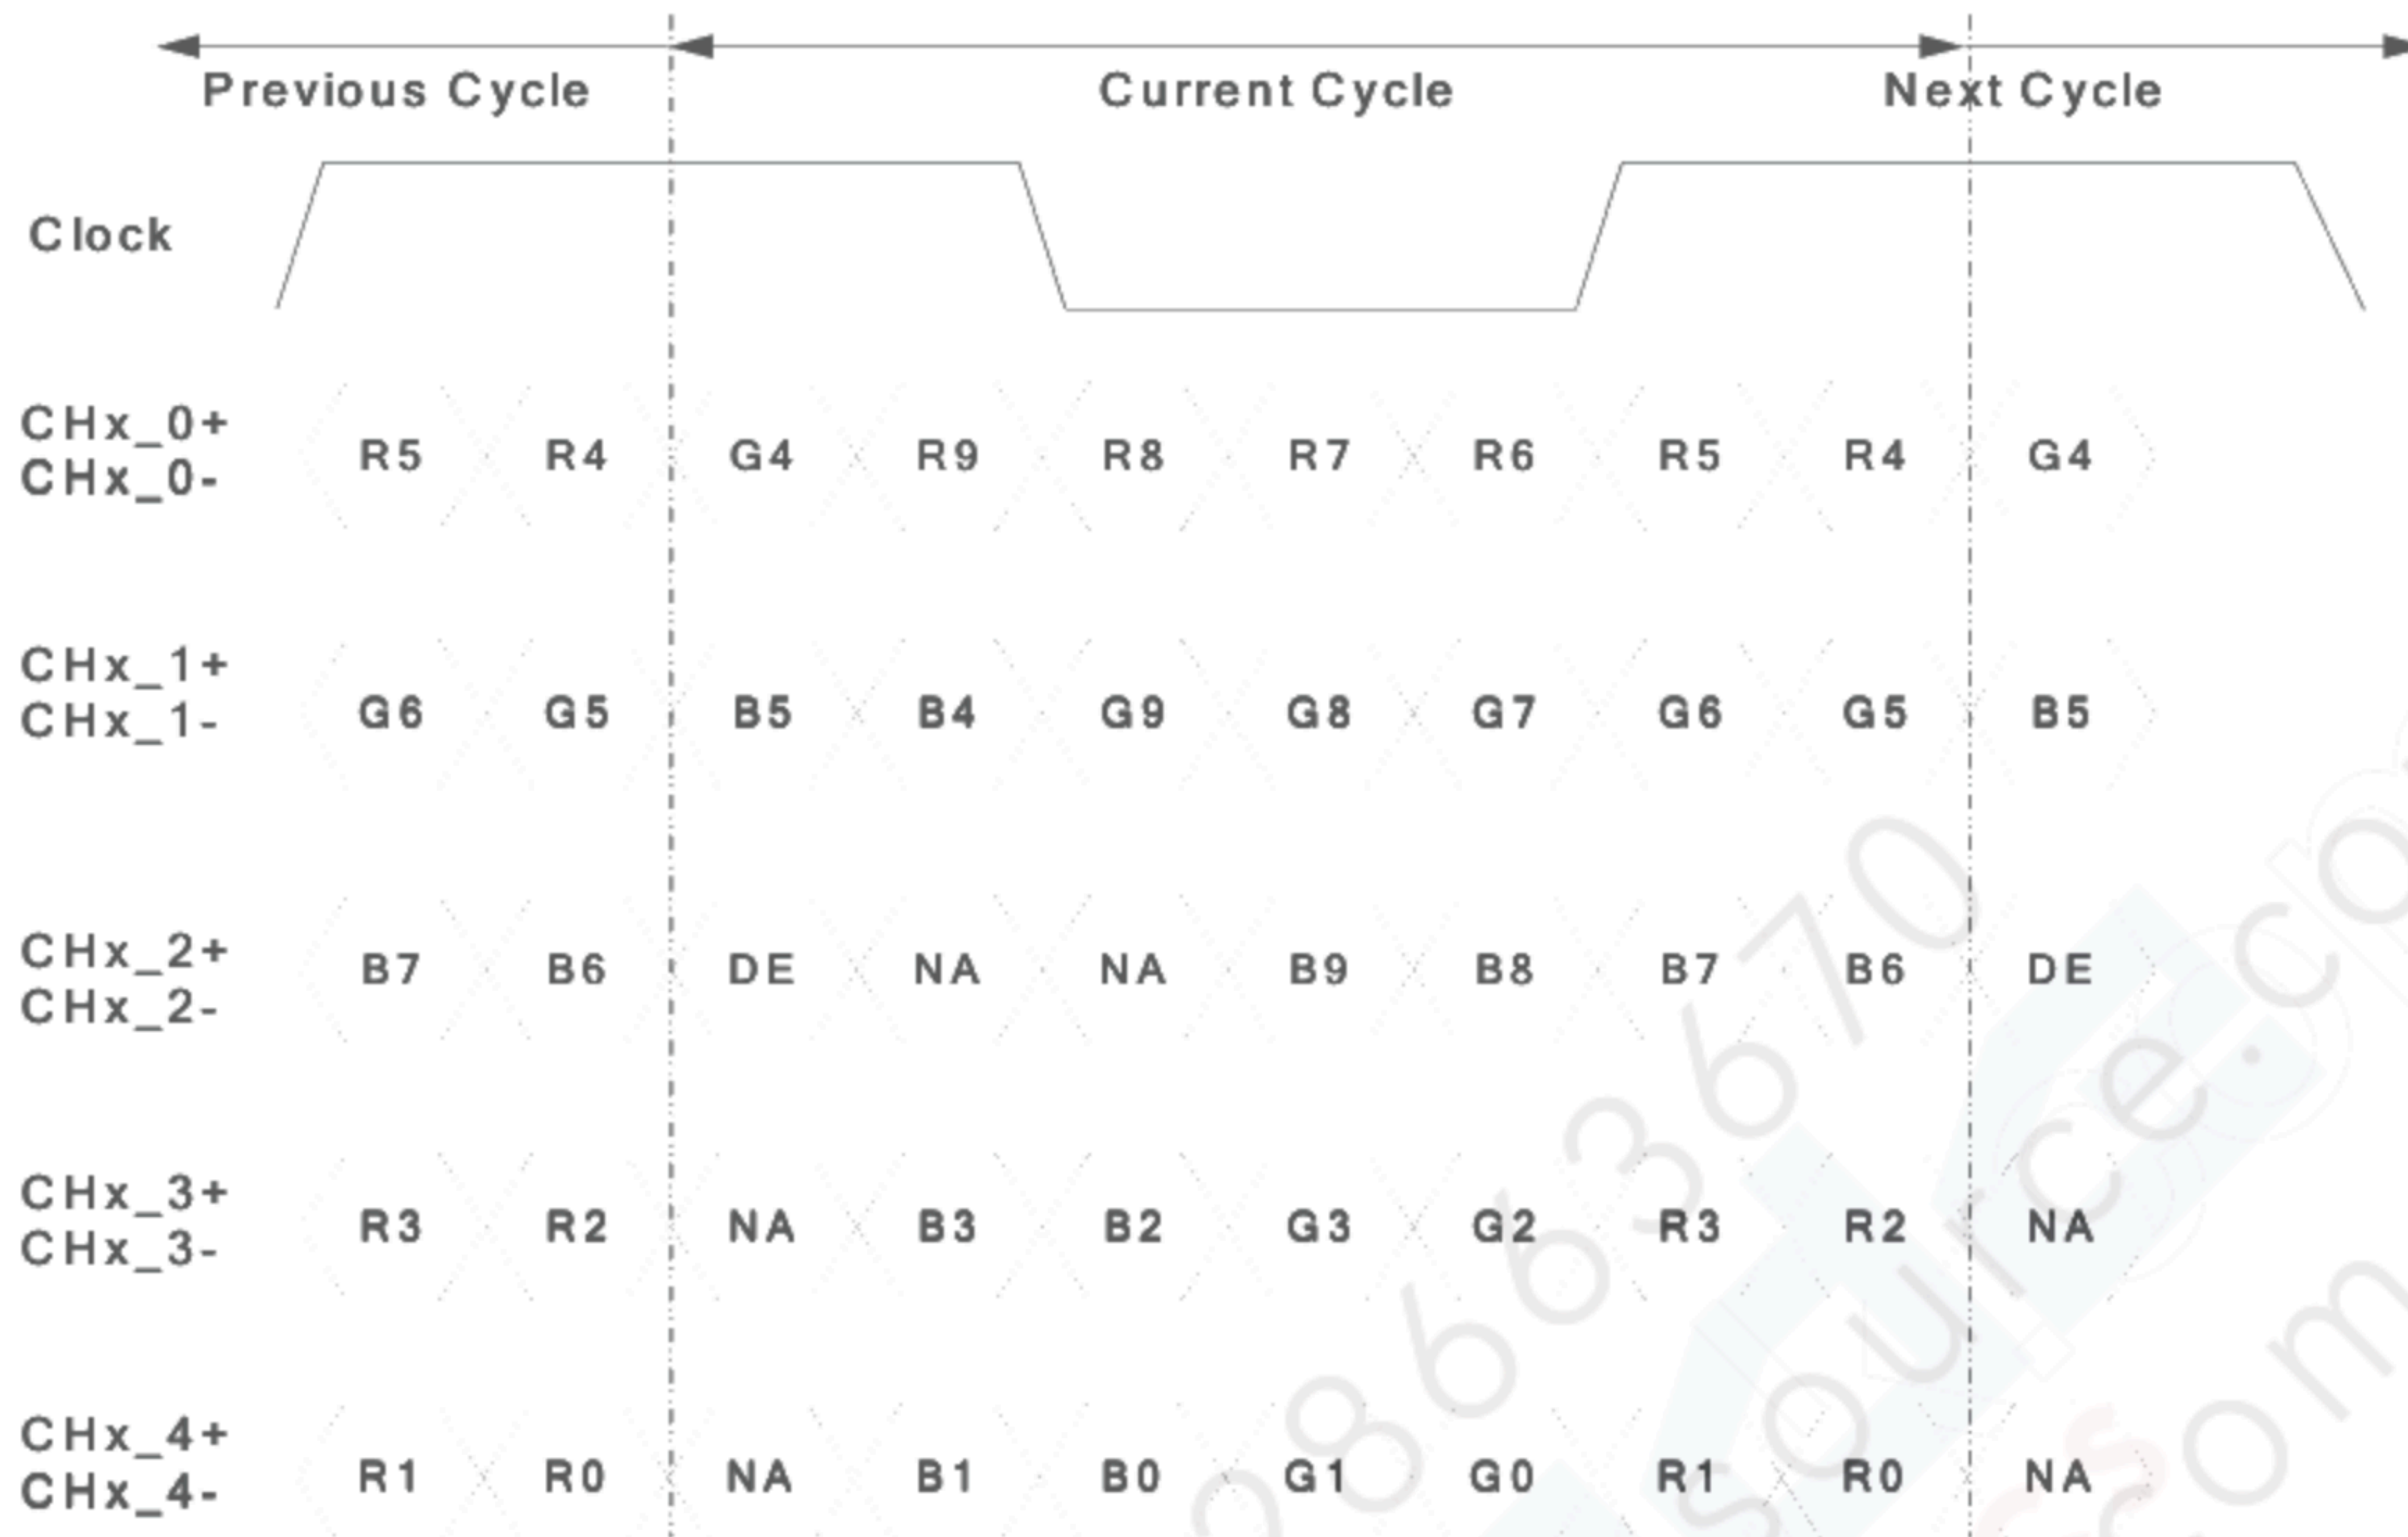 Previous Cycle Current Cycle Next Cycle
Clock
CHx_0+
CHx_0-
R5 R4 G4 R9 R8 R7 R6 R5 R4 G4
CHx_1+
CHx_1-
G6 G5 B5 B4 G9 G8 G7 G6 G5 B5
CHx_2+
CHx_2-
B7 B6 DE NA NA B9 B8 B7 B6 DE
CHx_3+
CHx_3-
R3 R2 NA B3 B2 G3 G2 R3 R2 NA
CHx_4+
CHx_4-
R1 R0 NA B1 B0 G1 G0 R1 R0 NA